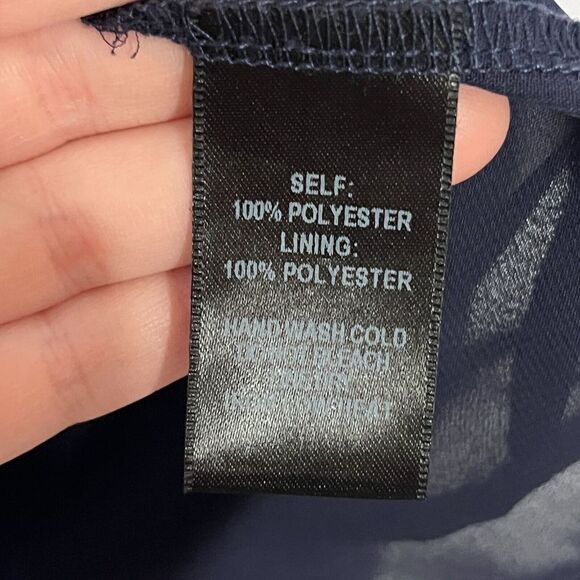 SELF:
100% POLYESTER
LINING:
100% POLYESTER
HAND WASH COLD
DO NOT BLEACH